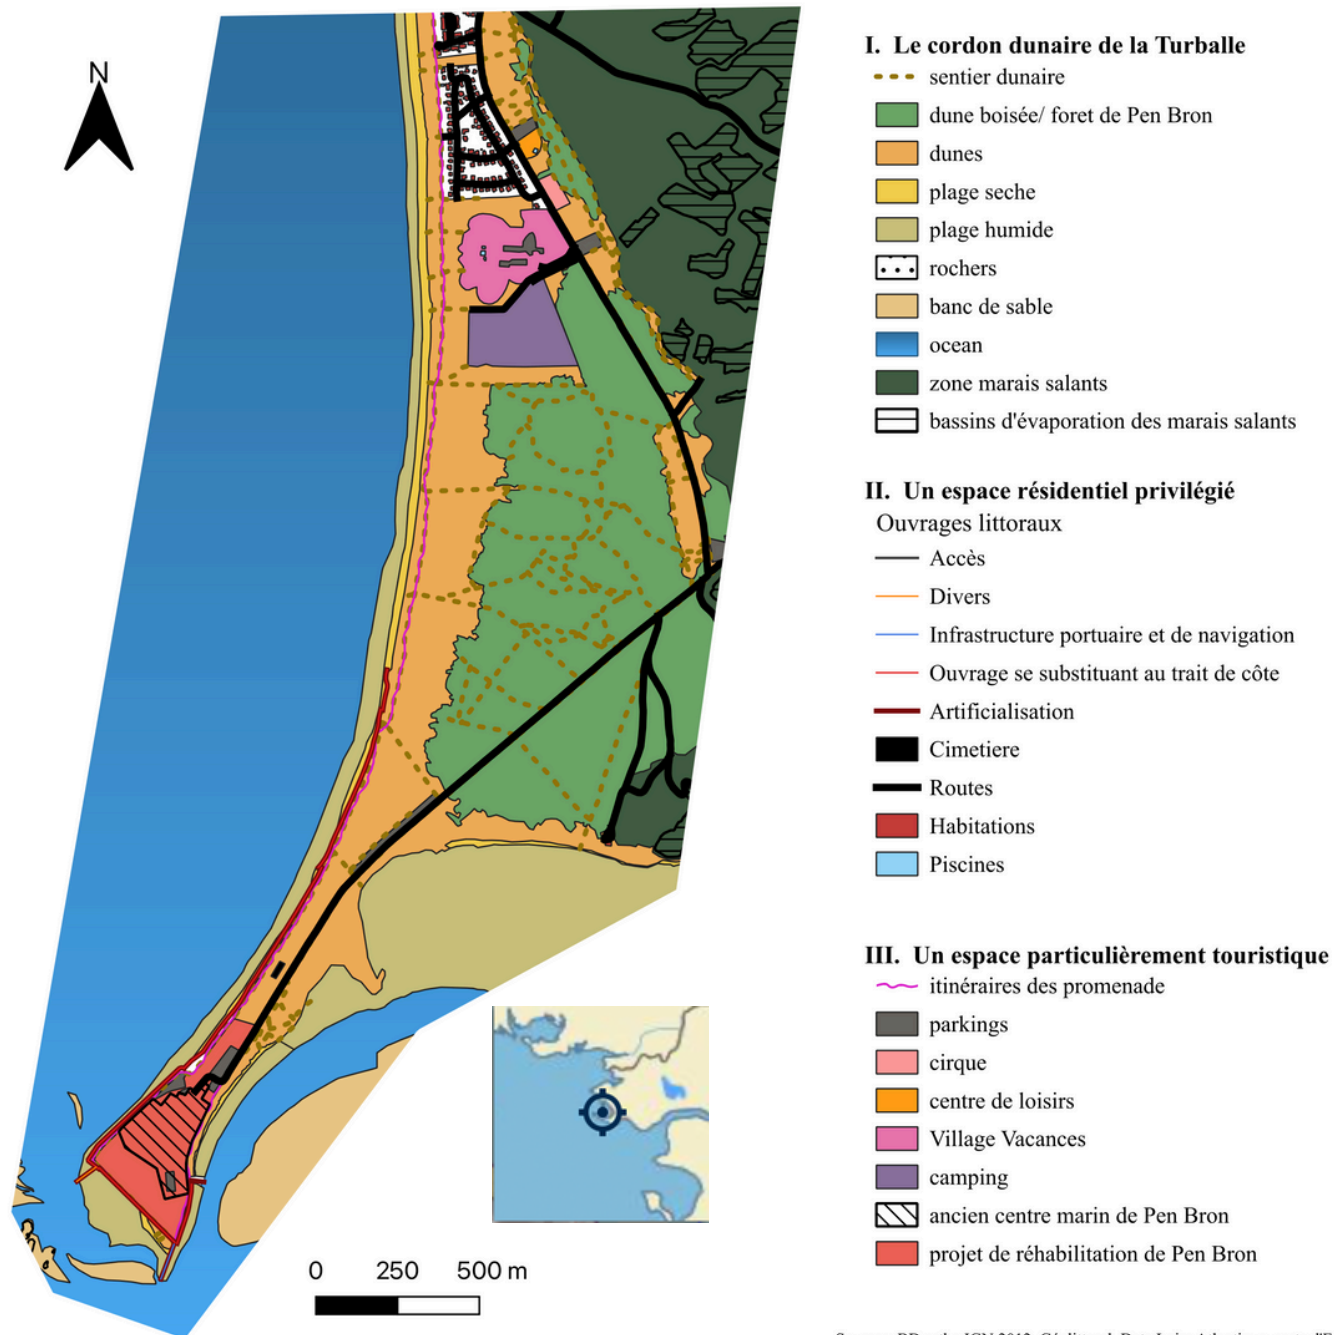 N
I. Le cordon dunaire de la Turballe
sentier dunaire
dune boisée/ foret de Pen Bron
dunes
plage seche
plage humide
rochers
banc de sable
ocean
zone marais salants
bassins d'évaporation des marais salants
II. Un espace résidentiel privilégié
Ouvrages littoraux
Accès
Divers
Infrastructure portuaire et de navigation
Ouvrage se substituant au trait de côte
Artificialisation
Cimetiere
Routes
Habitations
Piscines
III. Un espace particulièrement touristique
itinéraires des promenade
parkings
cirque
centre de loisirs
Village Vacances
camping
ancien centre marin de Pen Bron
projet de réhabilitation de Pen Bron
0 250 500 m